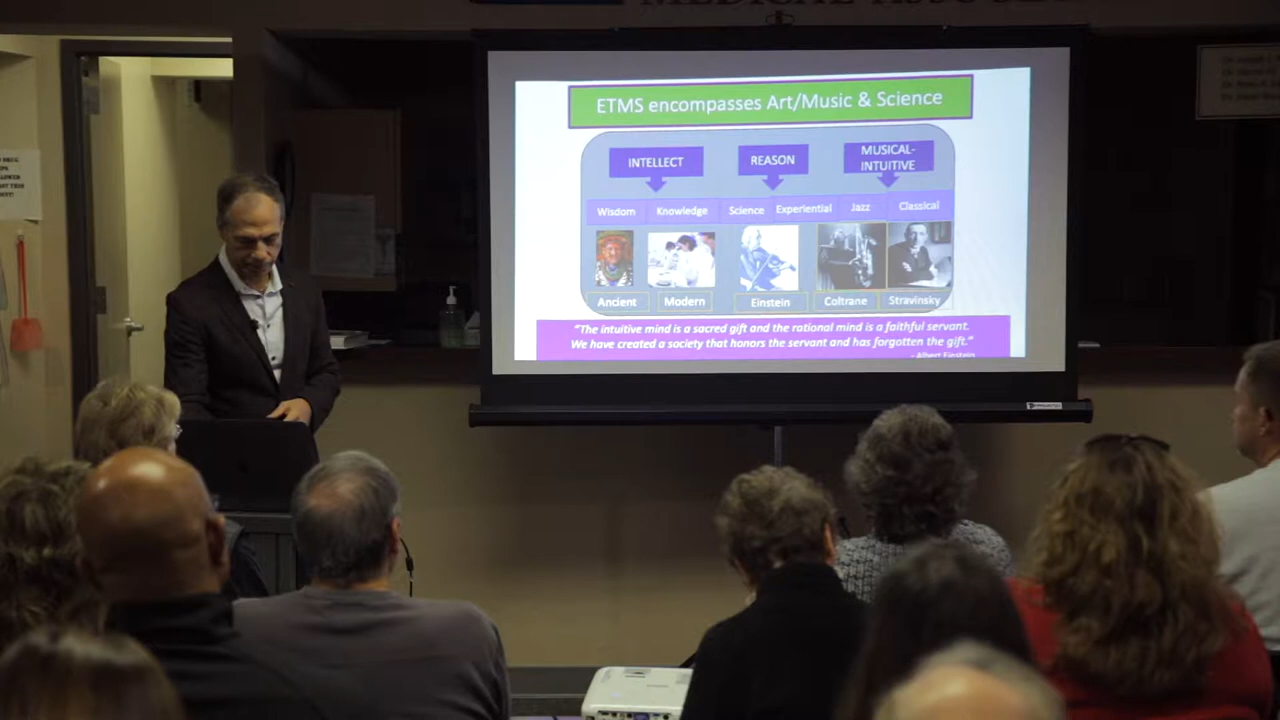 ETMS encompasses Art/Music & Science
INTELLECT
REASON
MUSICAL-
INTUITIVE
Wisdom
Knowledge
Science
Experiential
Jazz
Classical
Ancient
Modern
Einstein
Coltrane
Stravinsky
"The intuitive mind is a sacred gift and the rational mind is a faithful servant.
We have created a society that honors the servant and has forgotten the gift."
- Albert Einstein